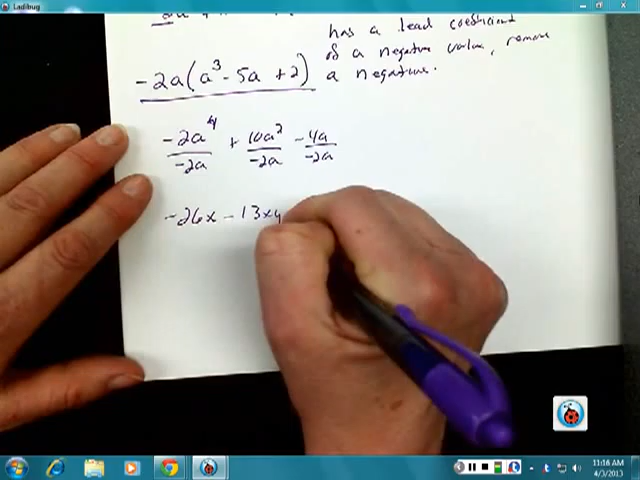 Ladibug
has a lead coefficient
of a negative value, remove
a negative.
-2a(a³ - 5a + 2)
-2a⁴/-2a + 10a²/-2a - 4a/-2a
-26x - 13xy
11:16 AM
4/3/2013